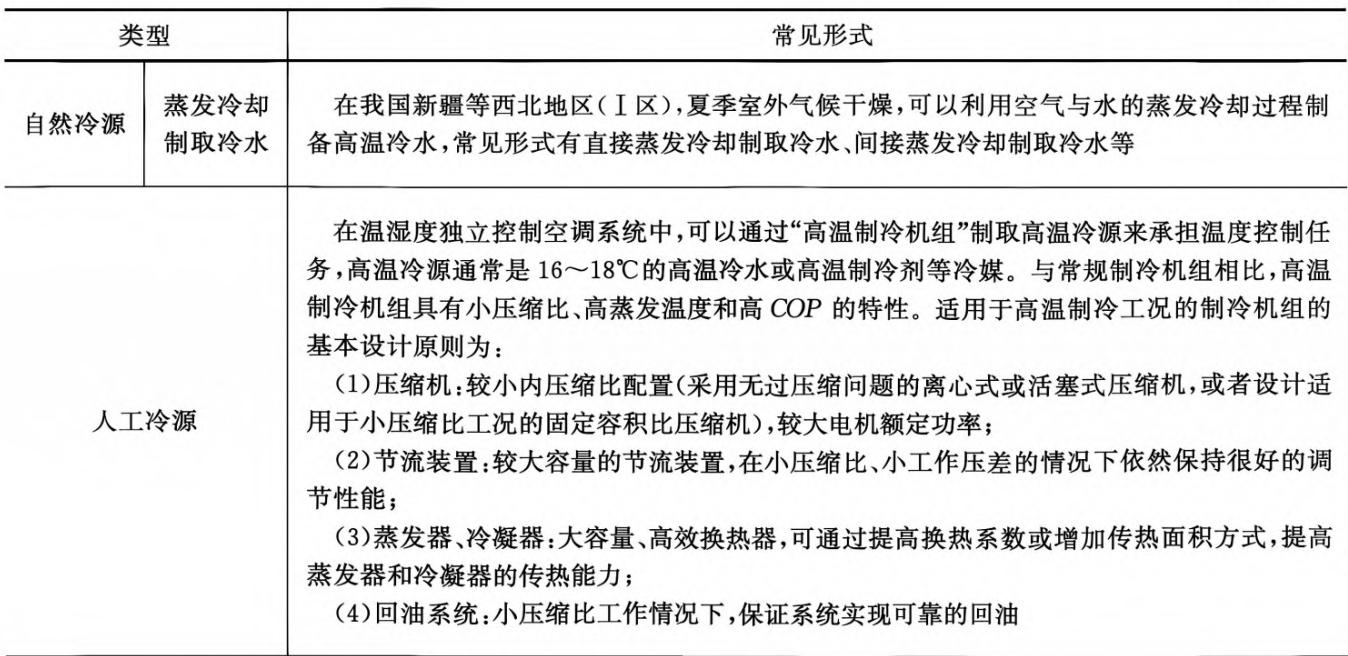 类型 常见形式
自然冷源
蒸发冷却
制取冷水
在我国新疆等西北地区(Ⅰ区),夏季室外气候干燥,可以利用空气与水的蒸发冷却过程制
备高温冷水,常见形式有直接蒸发冷却制取冷水、间接蒸发冷却制取冷水等
人工冷源
在温湿度独立控制空调系统中,可以通过“高温制冷机组”制取高温冷源来承担温度控制任
务,高温冷源通常是 16～18℃的高温冷水或高温制冷剂等冷媒。与常规制冷机组相比,高温
制冷机组具有小压缩比、高蒸发温度和高 COP 的特性。适用于高温制冷工况的制冷机组的
基本设计原则为:
(1)压缩机:较小内压缩比配置(采用无过压缩问题的离心式或活塞式压缩机,或者设计适
用于小压缩比工况的固定容积比压缩机),较大电机额定功率;
(2)节流装置:较大容量的节流装置,在小压缩比、小工作压差的情况下依然保持很好的调
节性能;
(3)蒸发器、冷凝器:大容量、高效换热器,可通过提高换热系数或增加传热面积方式,提高
蒸发器和冷凝器的传热能力;
(4)回油系统:小压缩比工作情况下,保证系统实现可靠的回油